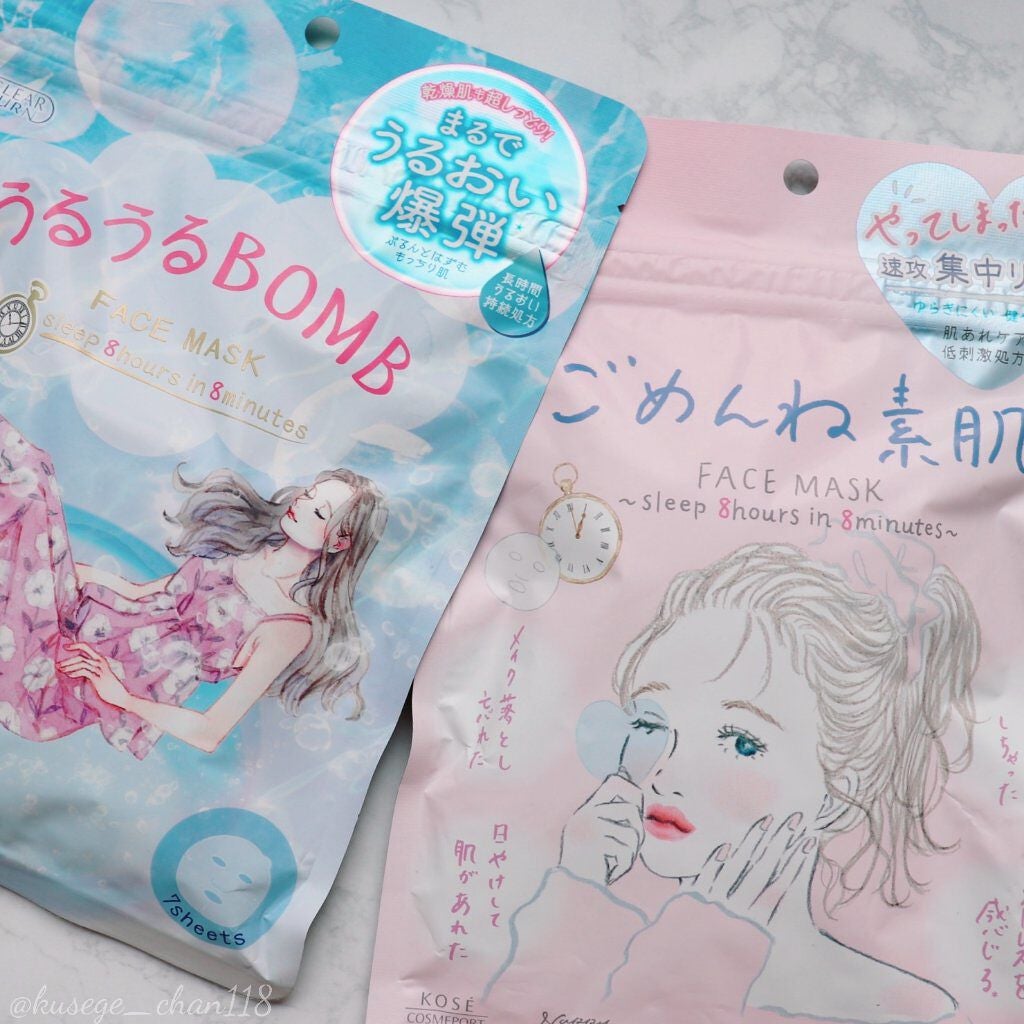 CLEAR
TURN
乾燥肌も超しっとり!
まるで
うるおい
爆弾
ぷるんとはずむ
もっちり肌
長時間
うるおい
持続処方
うるうるBOMB
FACE MASK
sleep 8hours in 8minutes
7sheets
やってしまった
速攻集中リ
ゆらぎにくい
肌あれケア
低刺激処方
ごめんね素肌
FACE MASK
~sleep 8hours in 8minutes~
メイク落とし
忘れた
日やけして
肌があれた
しちゃった
感じる。
KOSÉ
COSMEPORT
@kusege_chan118